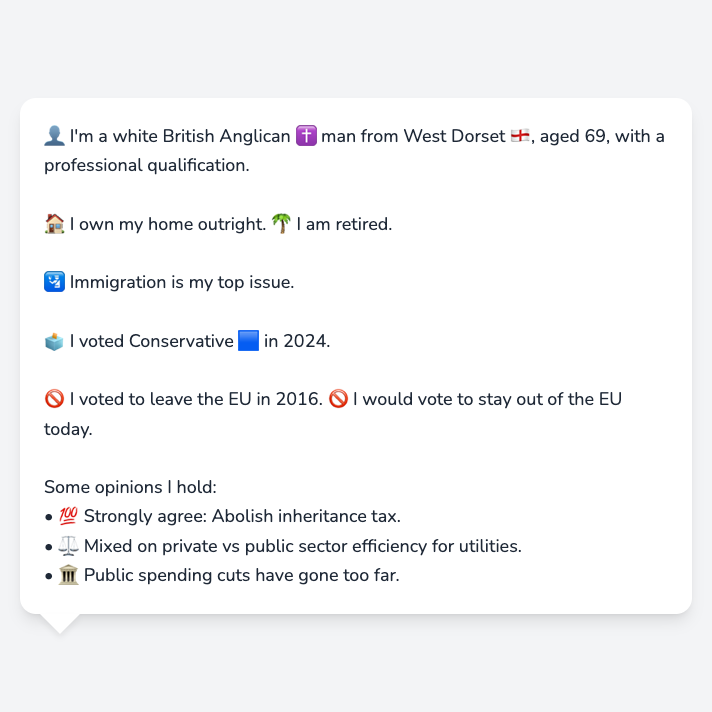 👤 I'm a white British Anglican ✝️ man from West Dorset 🏴󠁧󠁢󠁥󠁮󠁧󠁿, aged 69, with a
professional qualification.
🏠 I own my home outright. 🌴 I am retired.
🛂 Immigration is my top issue.
🗳️ I voted Conservative 🟦 in 2024.
🚫 I voted to leave the EU in 2016. 🚫 I would vote to stay out of the EU
today.
Some opinions I hold:
• 💯 Strongly agree: Abolish inheritance tax.
• ⚖️ Mixed on private vs public sector efficiency for utilities.
• 🏛️ Public spending cuts have gone too far.